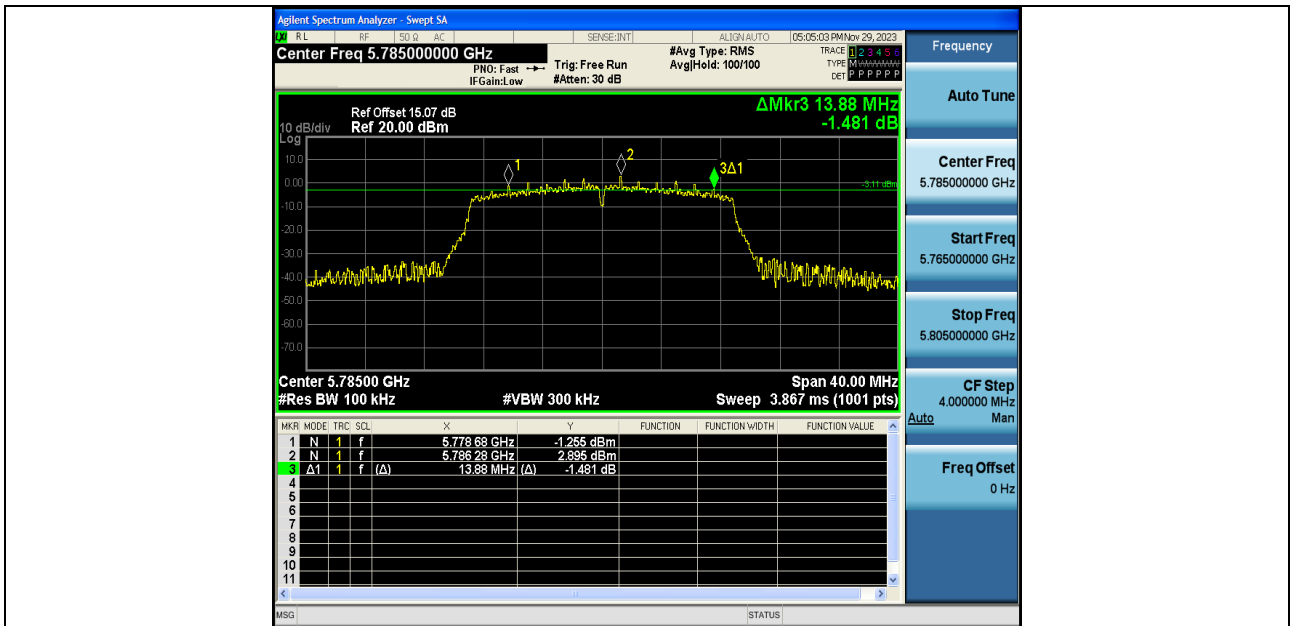 Agilent Spectrum Analyzer - Swept SA
LXI RL RF 50 Ω AC SENSE:INT ALIGN AUTO 05:05:03 PM Nov 29, 2023
Center Freq 5.785000000 GHz
PNO: Fast
IFGain:Low
Trig: Free Run
#Atten: 30 dB
#Avg Type: RMS
Avg|Hold: 100/100
TRACE 1 2 3 4 5 6
TYPE M
DET P P P P P P
ΔMkr3 13.88 MHz
-1.481 dB
Ref Offset 15.07 dB
Ref 20.00 dBm
10 dB/div
Log
10.0
0.00
-10.0
-20.0
-30.0
-40.0
-50.0
-60.0
-70.0
1
2
3Δ1
-3.11 dBm
Center 5.78500 GHz
Span 40.00 MHz
#Res BW 100 kHz
#VBW 300 kHz
Sweep 3.867 ms (1001 pts)
MKR MODE TRC SCL X Y FUNCTION FUNCTION WIDTH FUNCTION VALUE
1 N 1 f 5.778 68 GHz -1.255 dBm
2 N 1 f 5.786 28 GHz 2.895 dBm
3 Δ1 1 f (Δ) 13.88 MHz (Δ) -1.481 dB
4
5
6
7
8
9
10
11
MSG
STATUS
Frequency
Auto Tune
Center Freq
5.785000000 GHz
Start Freq
5.765000000 GHz
Stop Freq
5.805000000 GHz
CF Step
4.000000 MHz
Auto Man
Freq Offset
0 Hz